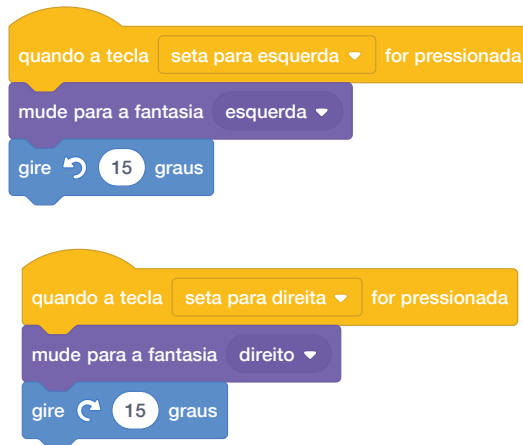 quando a tecla seta para esquerda for pressionada
mude para a fantasia esquerda
gire 15 graus
quando a tecla seta para direita for pressionada
mude para a fantasia direito
gire 15 graus